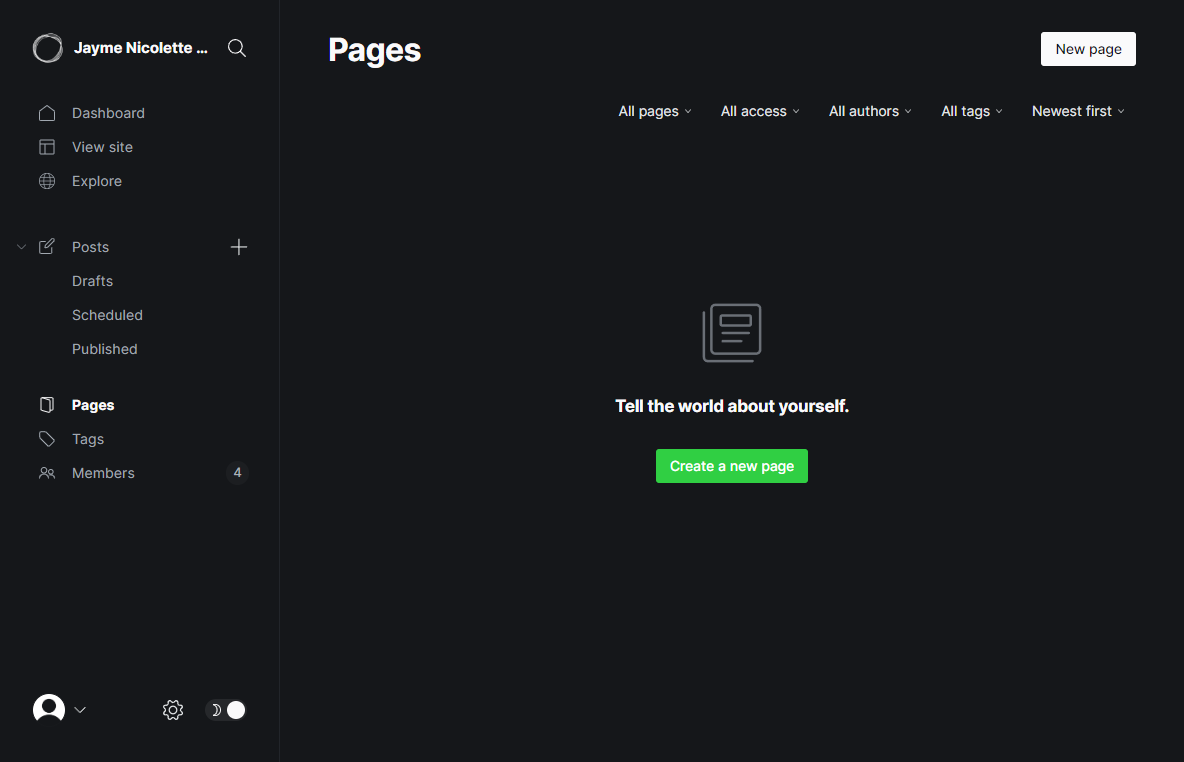 Jayme Nicolette ...
Dashboard
View site
Explore
Posts
Drafts
Scheduled
Published
Pages
Tags
Members 4
Pages
New page
All pages All access All authors All tags Newest first
Tell the world about yourself.
Create a new page